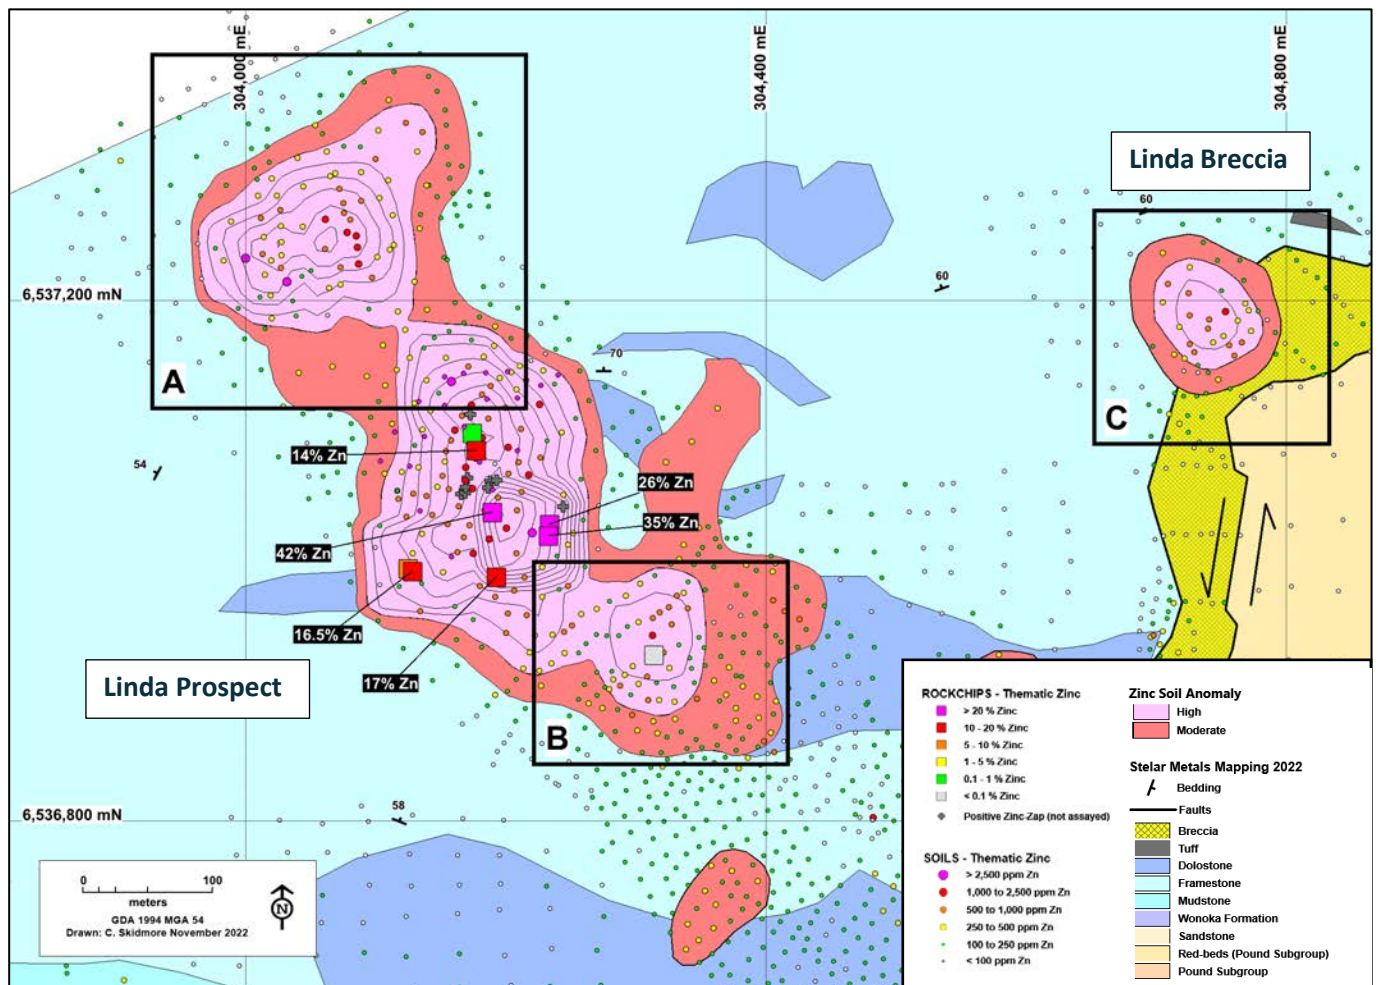 304,000 mE
304,400 mE
304,800 mE
Linda Breccia
60
60
6,537,200 mN
A
C
70
54
14% Zn
26% Zn
35% Zn
42% Zn
16.5% Zn
17% Zn
Linda Prospect
B
58
6,536,800 mN
0 100
meters
GDA 1994 MGA 54
Drawn: C. Skidmore November 2022
N
ROCKCHIPS - Thematic Zinc
> 20 % Zinc
10 - 20 % Zinc
5 - 10 % Zinc
1 - 5 % Zinc
0.1 - 1 % Zinc
< 0.1 % Zinc
Positive Zinc-Zap (not assayed)
SOILS - Thematic Zinc
> 2,500 ppm Zn
1,000 to 2,500 ppm Zn
500 to 1,000 ppm Zn
250 to 500 ppm Zn
100 to 250 ppm Zn
< 100 ppm Zn
Zinc Soil Anomaly
High
Moderate
Stelar Metals Mapping 2022
Bedding
Faults
Breccia
Tuff
Dolostone
Framestone
Mudstone
Wonoka Formation
Sandstone
Red-beds (Pound Subgroup)
Pound Subgroup